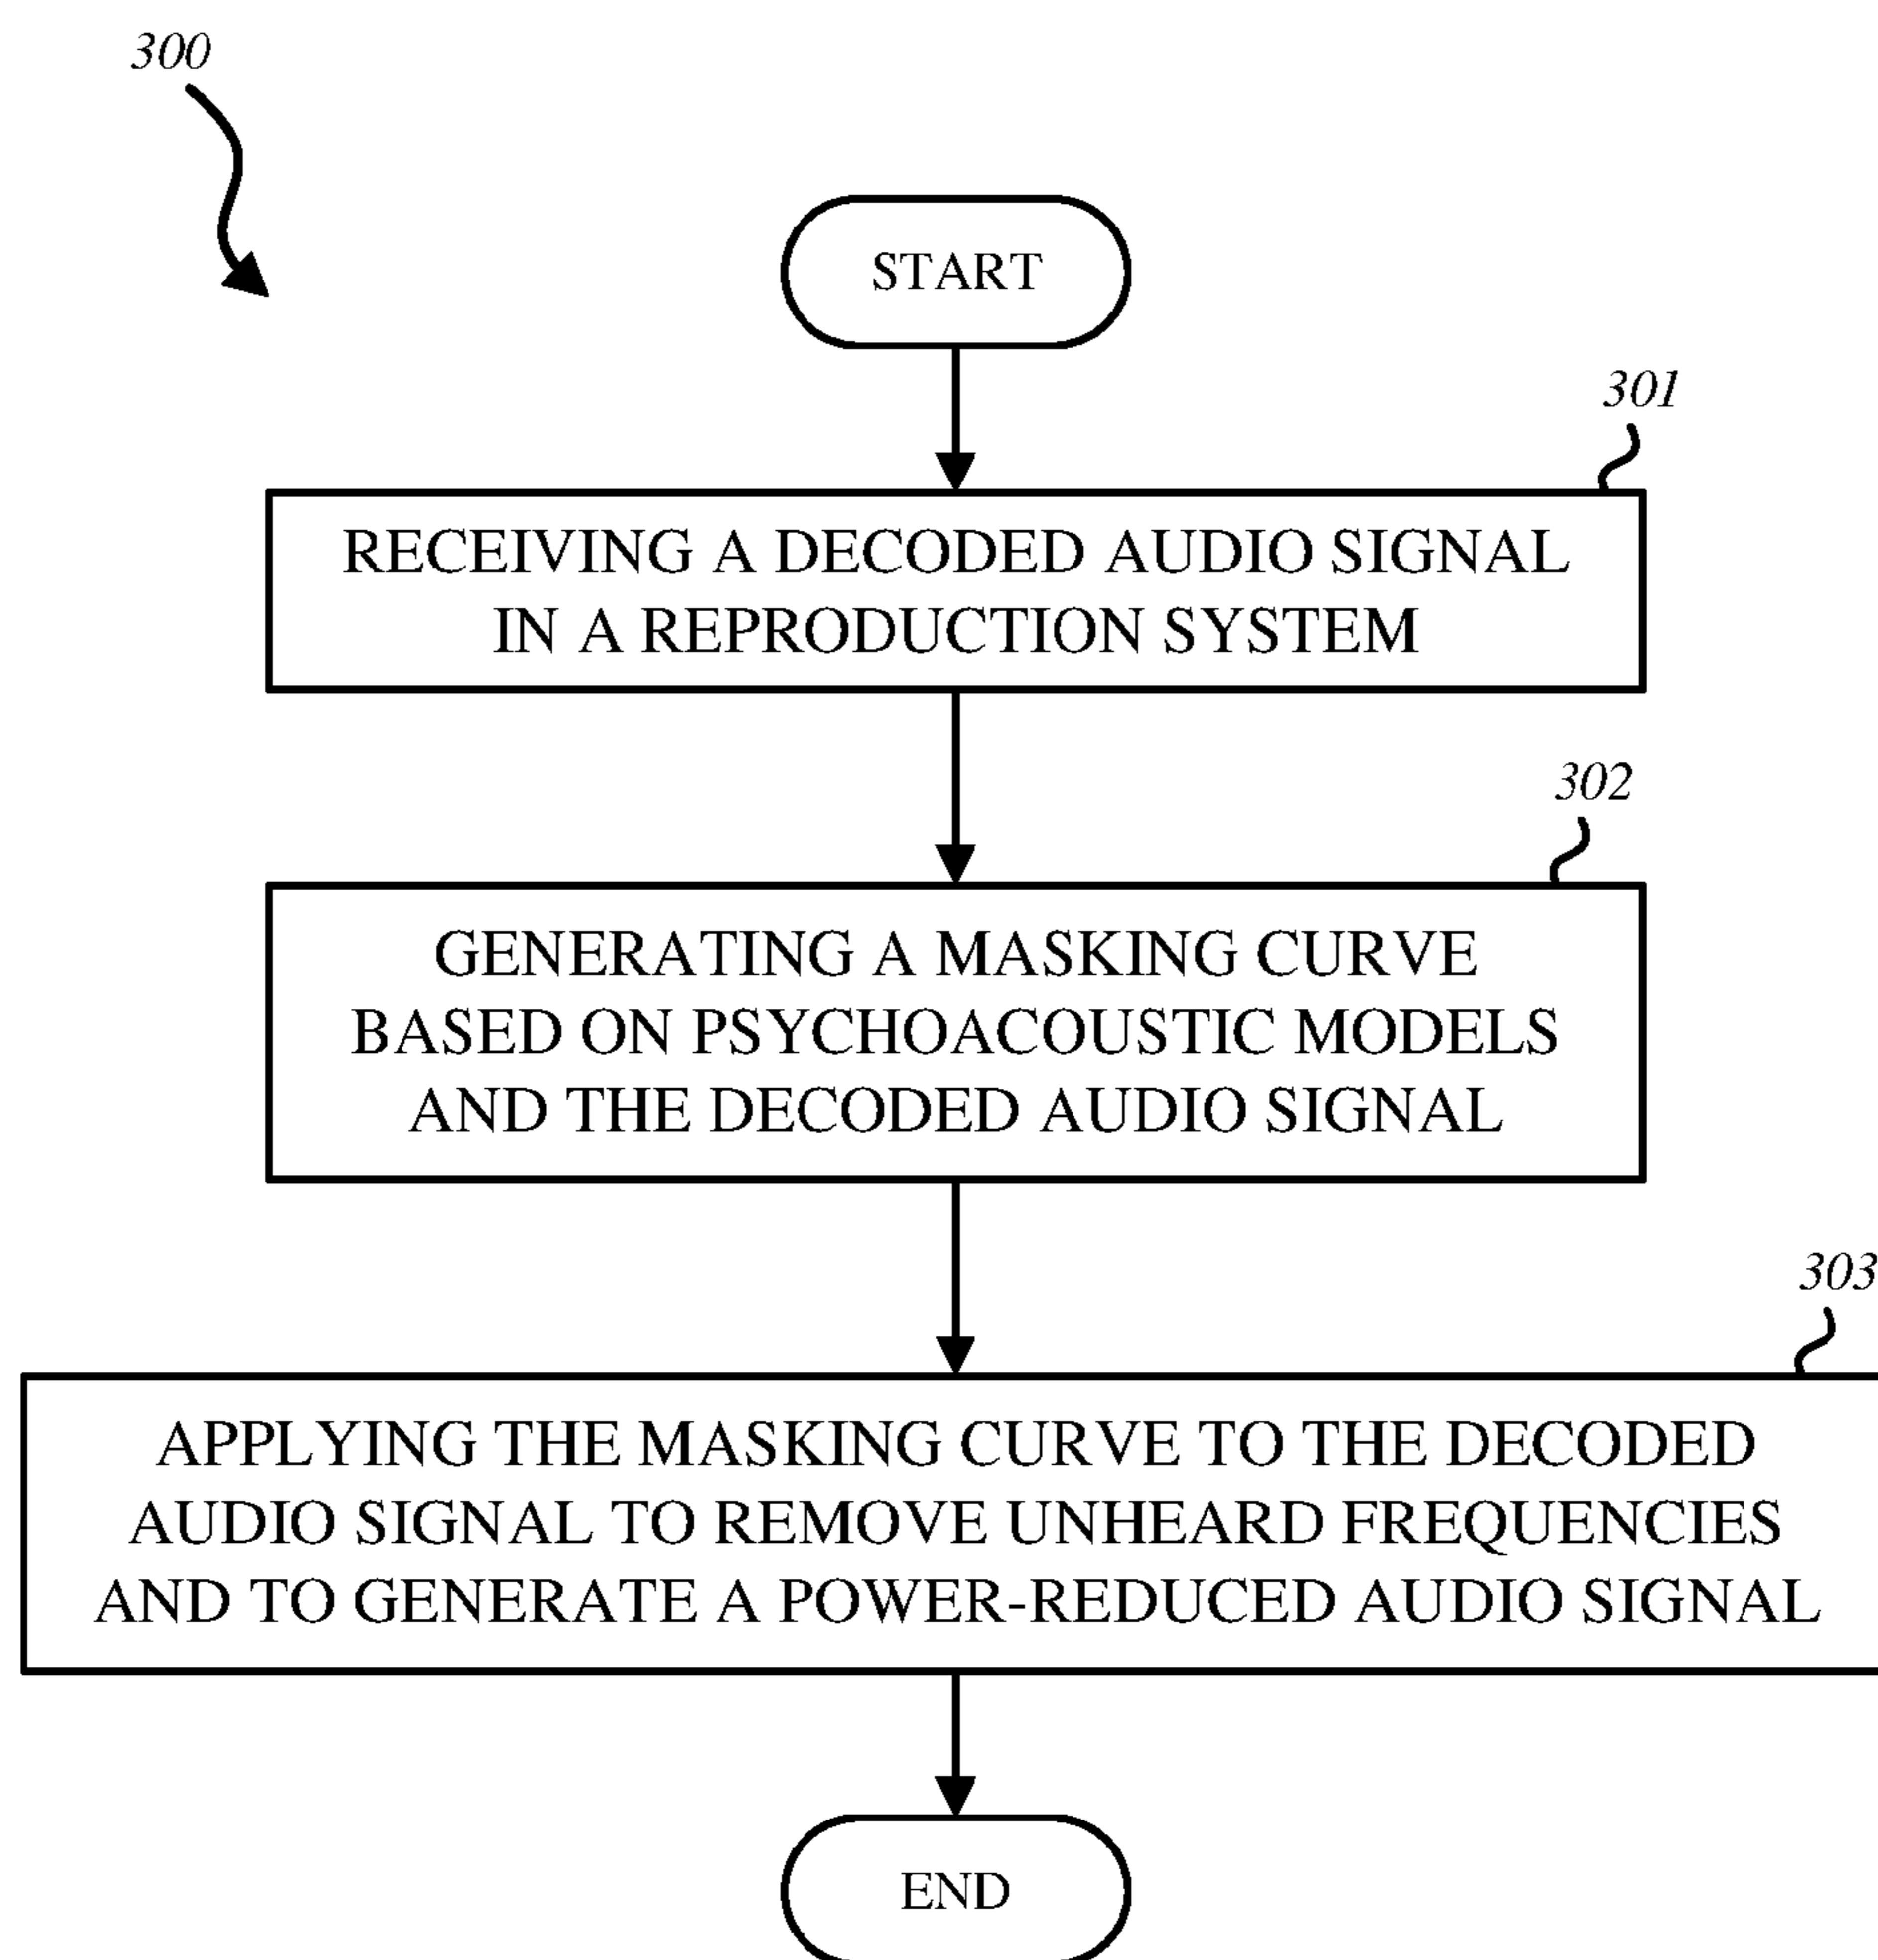 300
START
301
RECEIVING A DECODED AUDIO SIGNAL
IN A REPRODUCTION SYSTEM
302
GENERATING A MASKING CURVE
BASED ON PSYCHOACOUSTIC MODELS
AND THE DECODED AUDIO SIGNAL
303
APPLYING THE MASKING CURVE TO THE DECODED
AUDIO SIGNAL TO REMOVE UNHEARD FREQUENCIES
AND TO GENERATE A POWER-REDUCED AUDIO SIGNAL
END